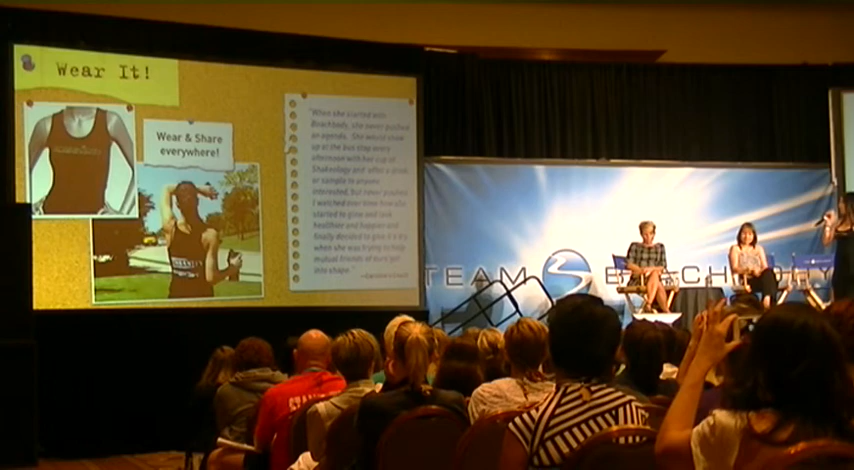 Wear It!
Wear & Share
everywhere!
"When she started with
Beachbody, she never pushed
an agenda. She would show
up at the bus stop every
afternoon with her cup of
Shakeology and offer a drink
or sample to anyone
interested, but never pushed.
I watched over time how she
started to glow and look
healthier and happier and
finally decided to give it a try
when she was trying to help
mutual friends of ours get
into shape."
TEAM BEACHBODY